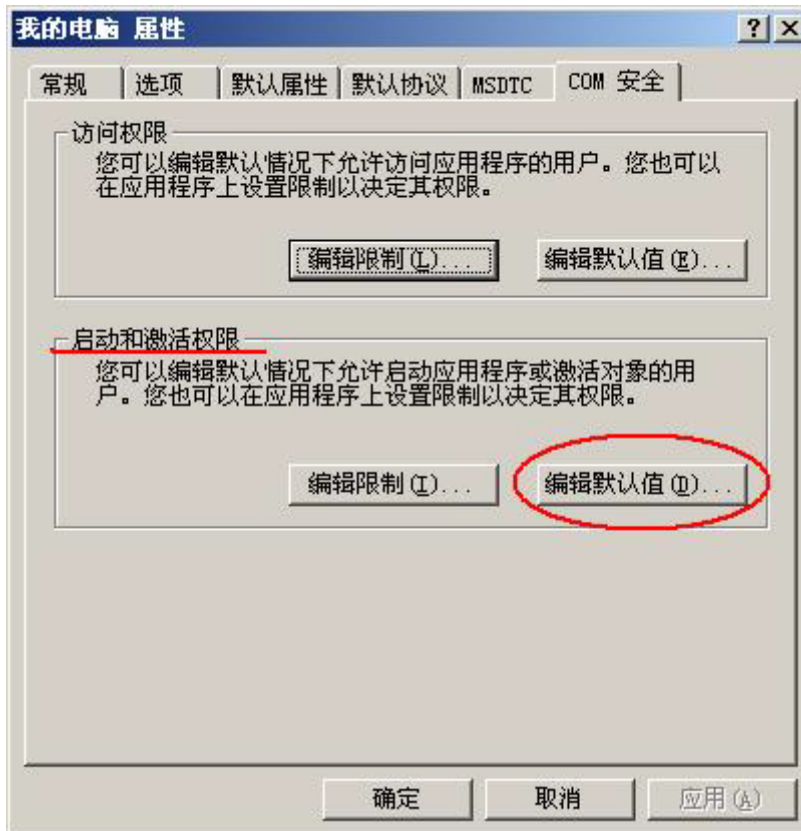 我的电脑 属性
常规 选项 默认属性 默认协议 MSDTC COM 安全
访问权限
您可以编辑默认情况下允许访问应用程序的用户。您也可以
在应用程序上设置限制以决定其权限。
编辑限制(L)... 编辑默认值(E)...
启动和激活权限
您可以编辑默认情况下允许启动应用程序或激活对象的用
户。您也可以在应用程序上设置限制以决定其权限。
编辑限制(I)... 编辑默认值(D)...
确定 取消 应用(A)